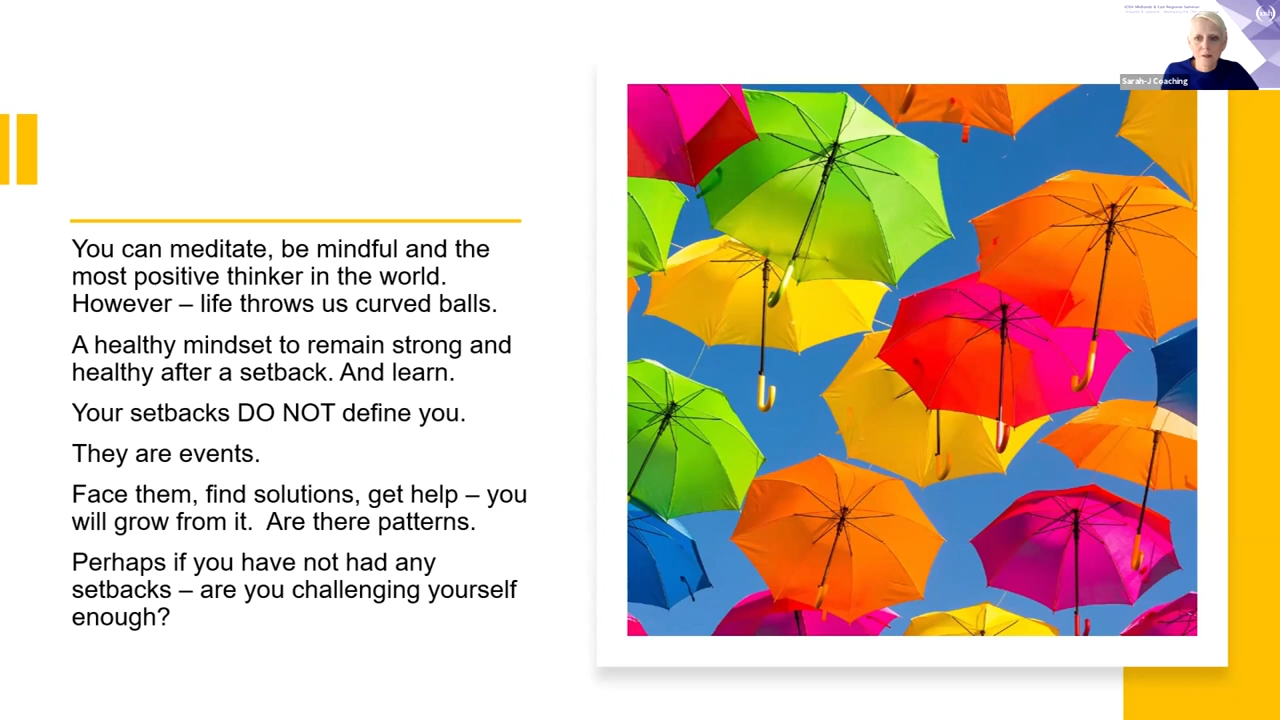 You can meditate, be mindful and the
most positive thinker in the world.
However – life throws us curved balls.
A healthy mindset to remain strong and
healthy after a setback. And learn.
Your setbacks DO NOT define you.
They are events.
Face them, find solutions, get help – you
will grow from it.  Are there patterns.
Perhaps if you have not had any
setbacks – are you challenging yourself
enough?
Sarah-J Coaching